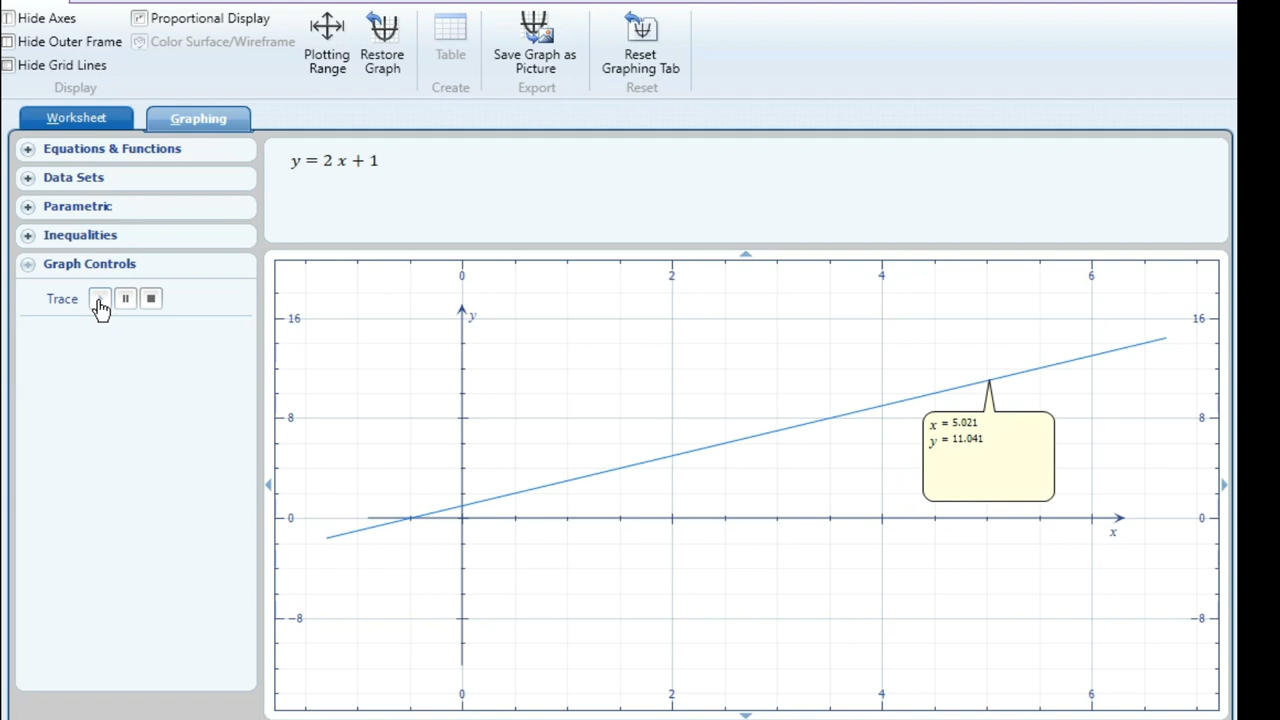 Hide Axes
Proportional Display
Hide Outer Frame
Color Surface/Wireframe
Hide Grid Lines
Display
Plotting
Range
Restore
Graph
Table
Create
Save Graph as
Picture
Export
Reset
Graphing Tab
Reset
Worksheet
Graphing
Equations & Functions
Data Sets
Parametric
Inequalities
Graph Controls
Trace
y = 2 x + 1
0 2 4 6
16 16
y
8 8
x = 5.021
y = 11.041
0 0
x
−8 −8
0 2 4 6